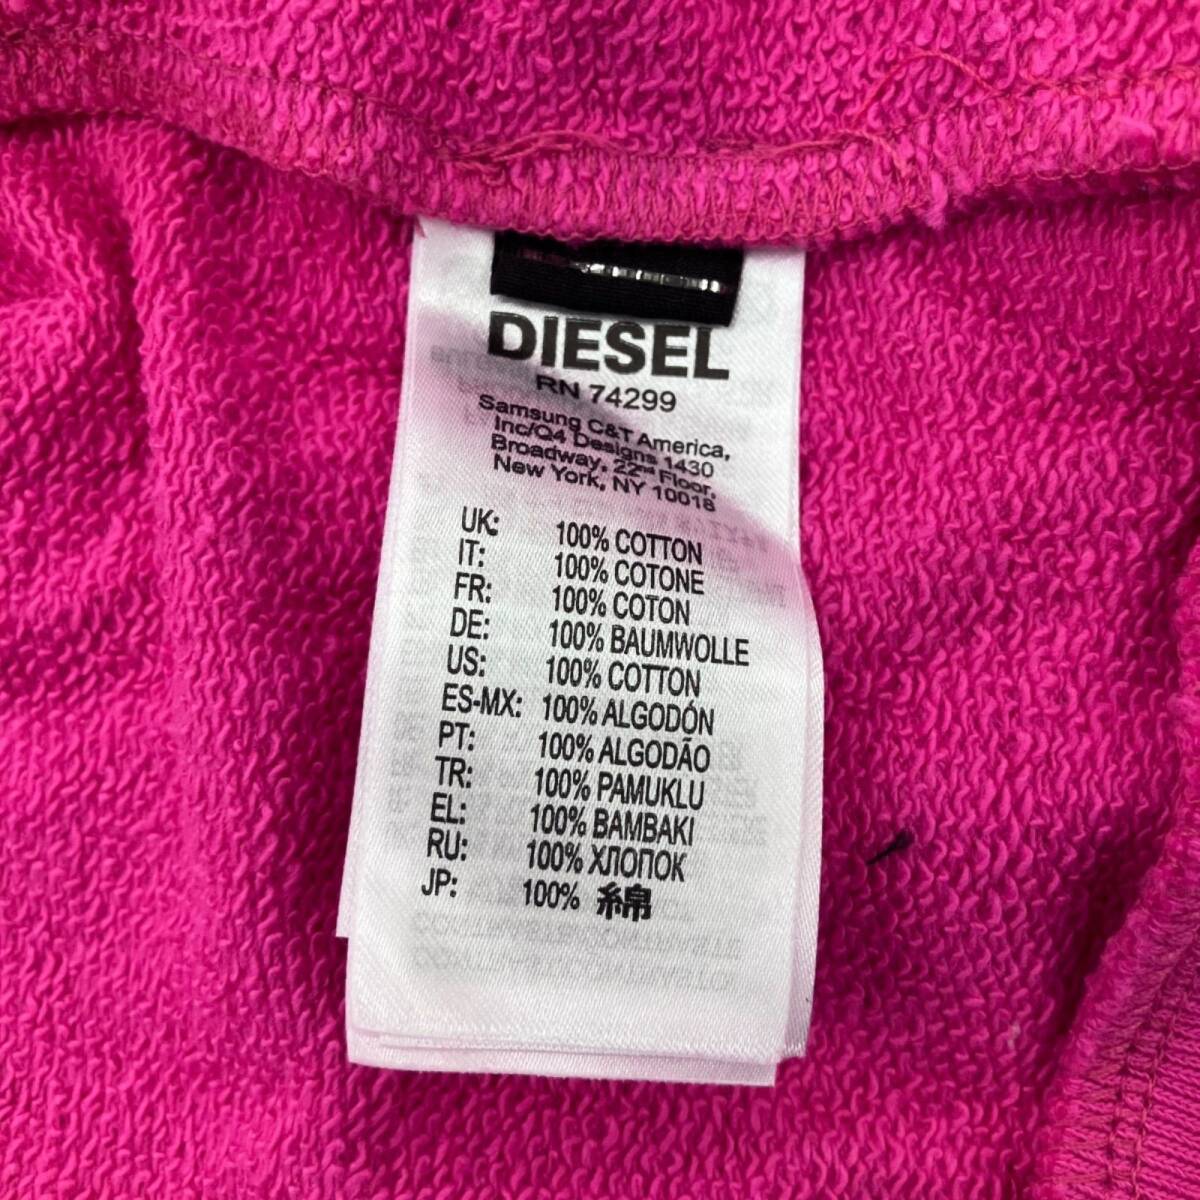 DIESEL
RN 74299
Samsung C&T America,
Inc/Q4 Designs 1430
Broadway, 22nd Floor,
New York, NY 10018
UK: 100% COTTON
IT: 100% COTONE
FR: 100% COTON
DE: 100% BAUMWOLLE
US: 100% COTTON
ES-MX: 100% ALGODÓN
PT: 100% ALGODÃO
TR: 100% PAMUKLU
EL: 100% BAMBAKI
RU: 100% ХЛОПОК
JP: 100% 綿